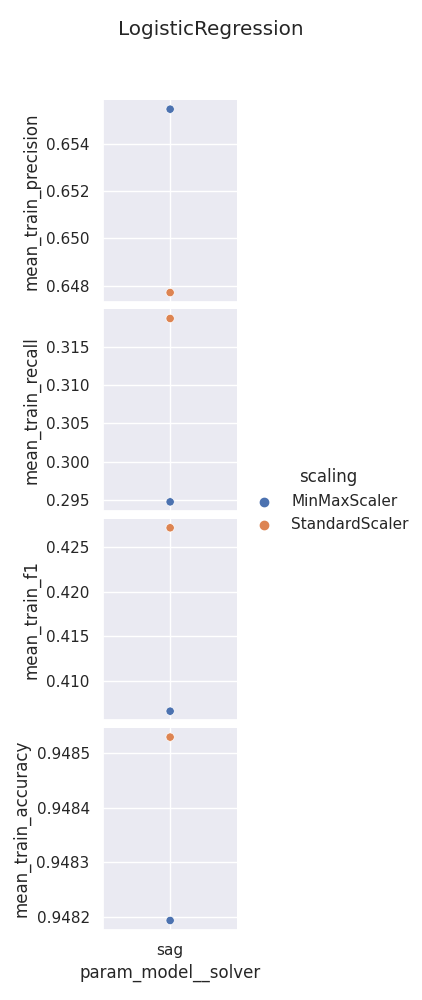 LogisticRegression
mean_train_precision
0.654
0.652
0.650
0.648
mean_train_recall
0.315
0.310
0.305
0.300
0.295
mean_train_f1
0.425
0.420
0.415
0.410
mean_train_accuracy
0.9485
0.9484
0.9483
0.9482
sag
param_model__solver
scaling
MinMaxScaler
StandardScaler